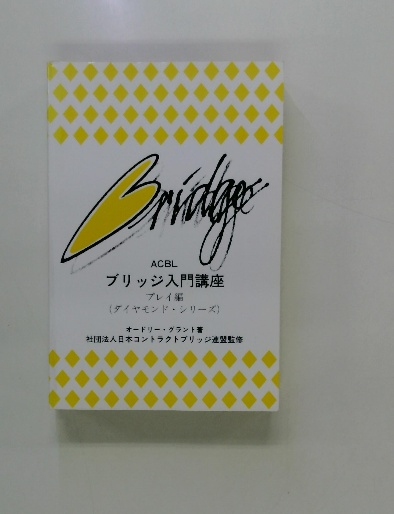 Bridge
ACBL
ブリッジ入門講座
プレイ編
(ダイヤモンド・シリーズ)
オードリー・グラント著
社団法人日本コントラクトブリッジ連盟監修